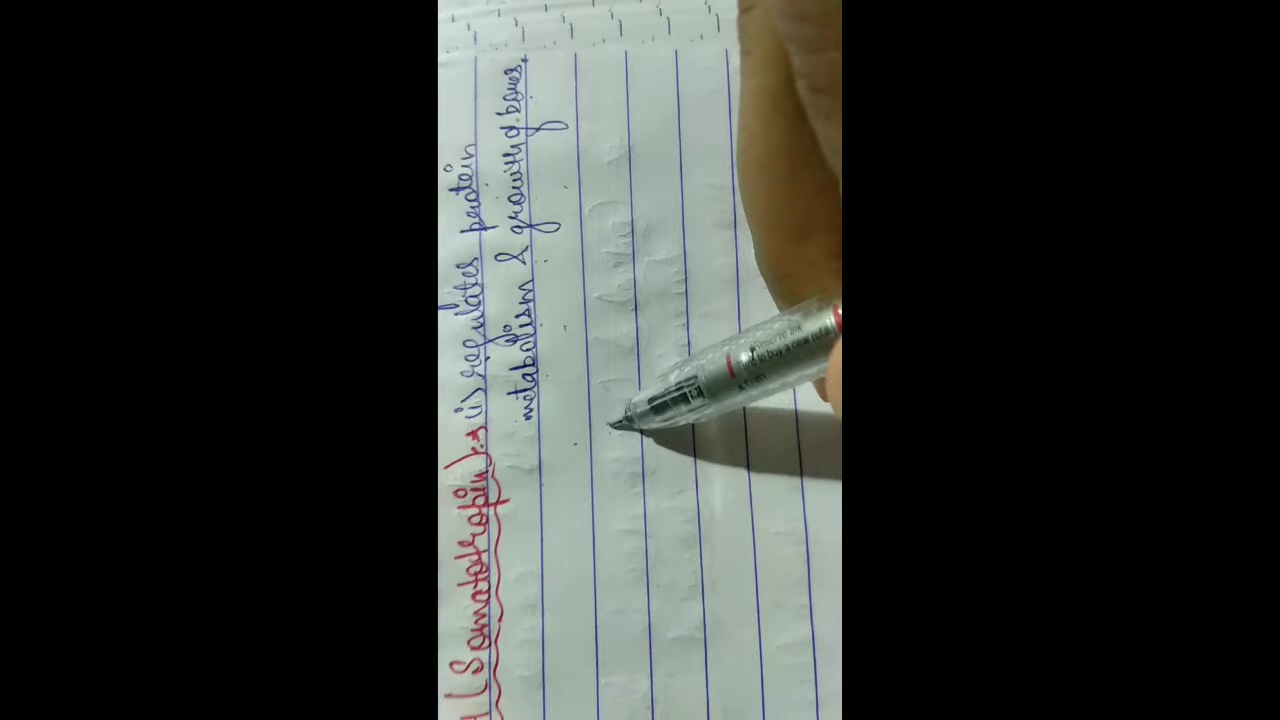 (Somatotropin):→ (i) regulates protein
metabolism & growth of bones.